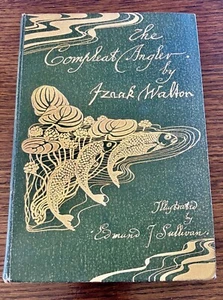 the
Compleat Angler.
by
Izaak Walton
Illustrated
by
Edmund J Sullivan.